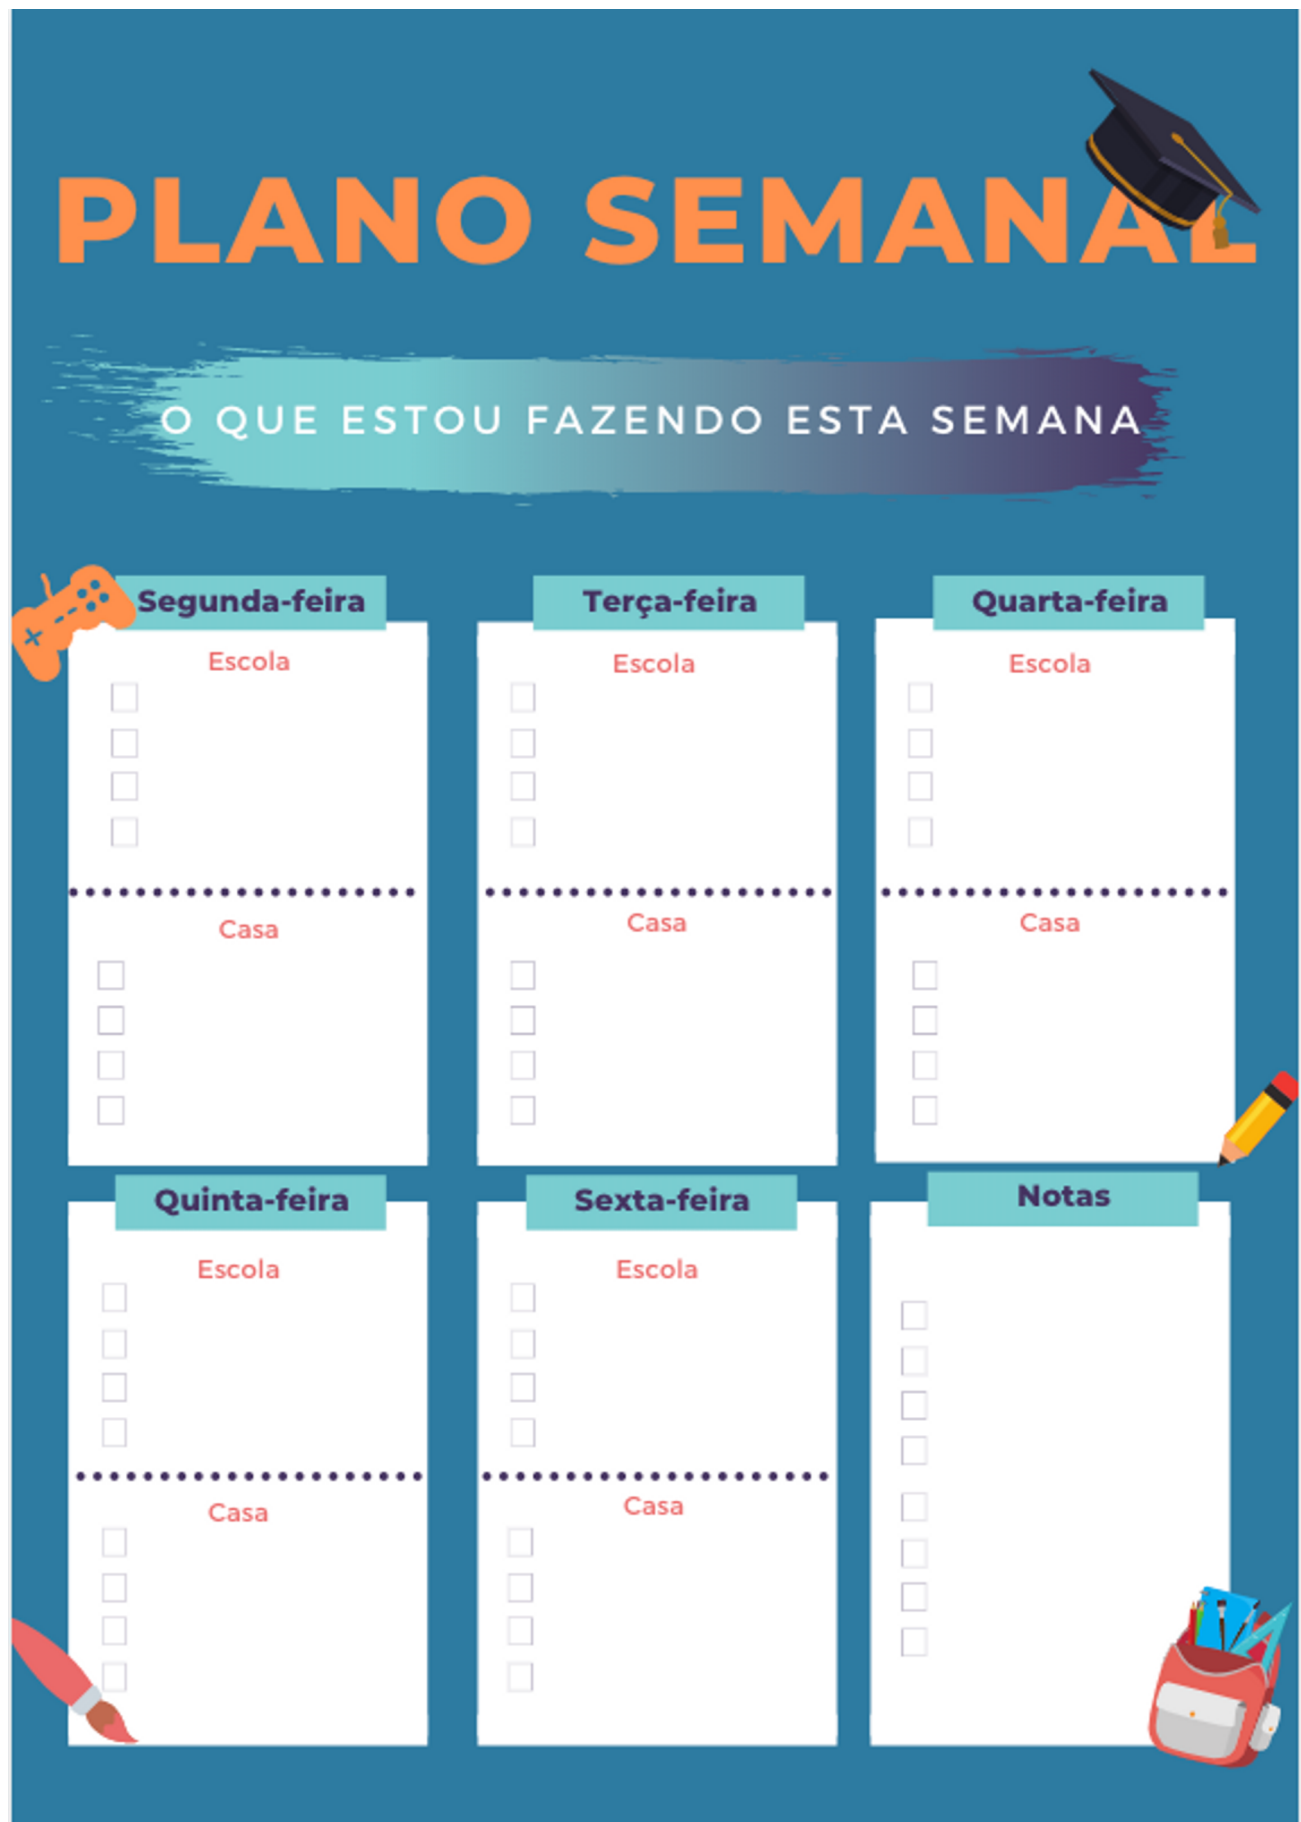 PLANO SEMANAL
O QUE ESTOU FAZENDO ESTA SEMANA
Segunda-feira
Escola
Casa
Terça-feira
Escola
Casa
Quarta-feira
Escola
Casa
Quinta-feira
Escola
Casa
Sexta-feira
Escola
Casa
Notas